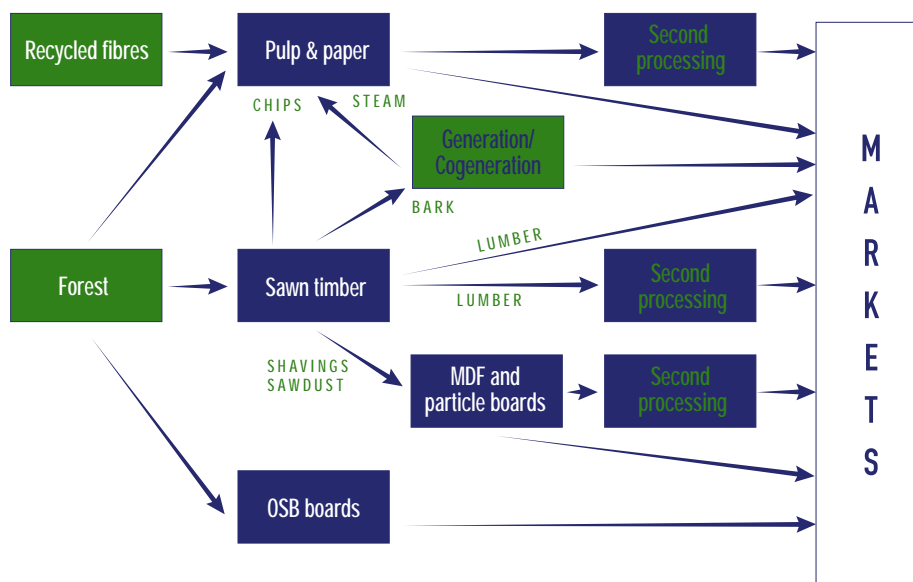 Recycled fibres
Pulp & paper
Second
processing
CHIPS
STEAM
Generation/
Cogeneration
BARK
LUMBER
Forest
Sawn timber
LUMBER
Second
processing
SHAVINGS
SAWDUST
MDF and
particle boards
Second
processing
OSB boards
MARKETS